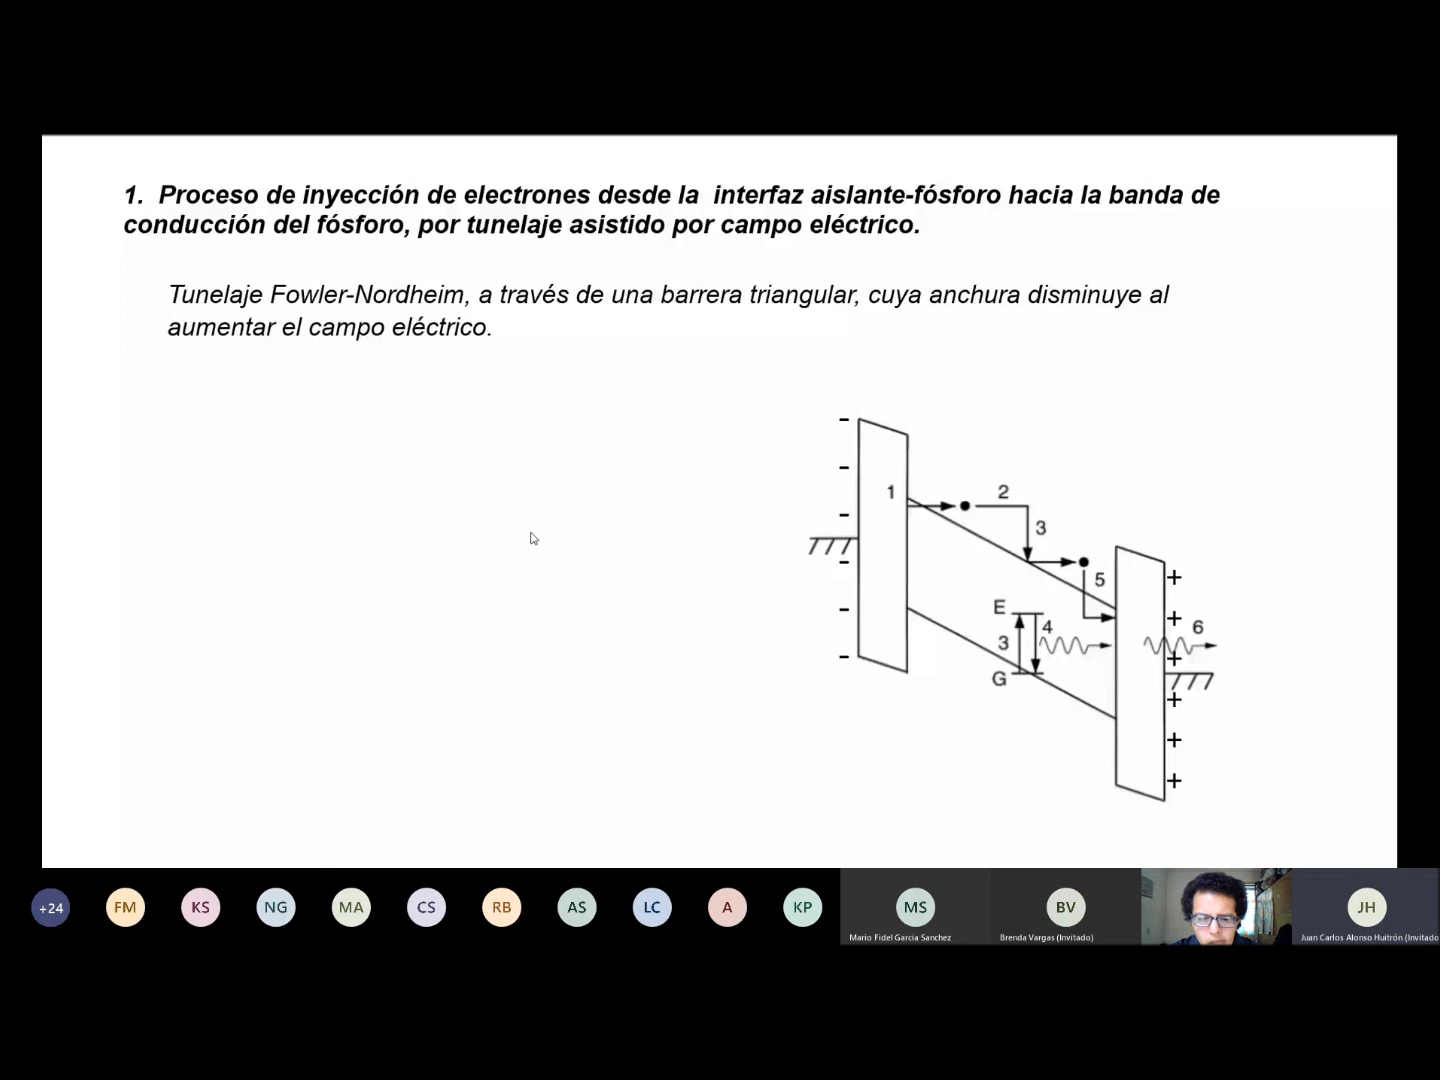 1. Proceso de inyección de electrones desde la interfaz aislante-fósforo hacia la banda de
conducción del fósforo, por tunelaje asistido por campo eléctrico.
Tunelaje Fowler-Nordheim, a través de una barrera triangular, cuya anchura disminuye al
aumentar el campo eléctrico.
- - - - - -
1
2
3
5
E
3
4
G
6
+ + + + + +
+24 FM KS NG MA CS RB AS LC A KP MS BV JH
Mario Fidel Garcia Sanchez
Brenda Vargas (Invitado)
Juan Carlos Alonso Huitrón (Invitado